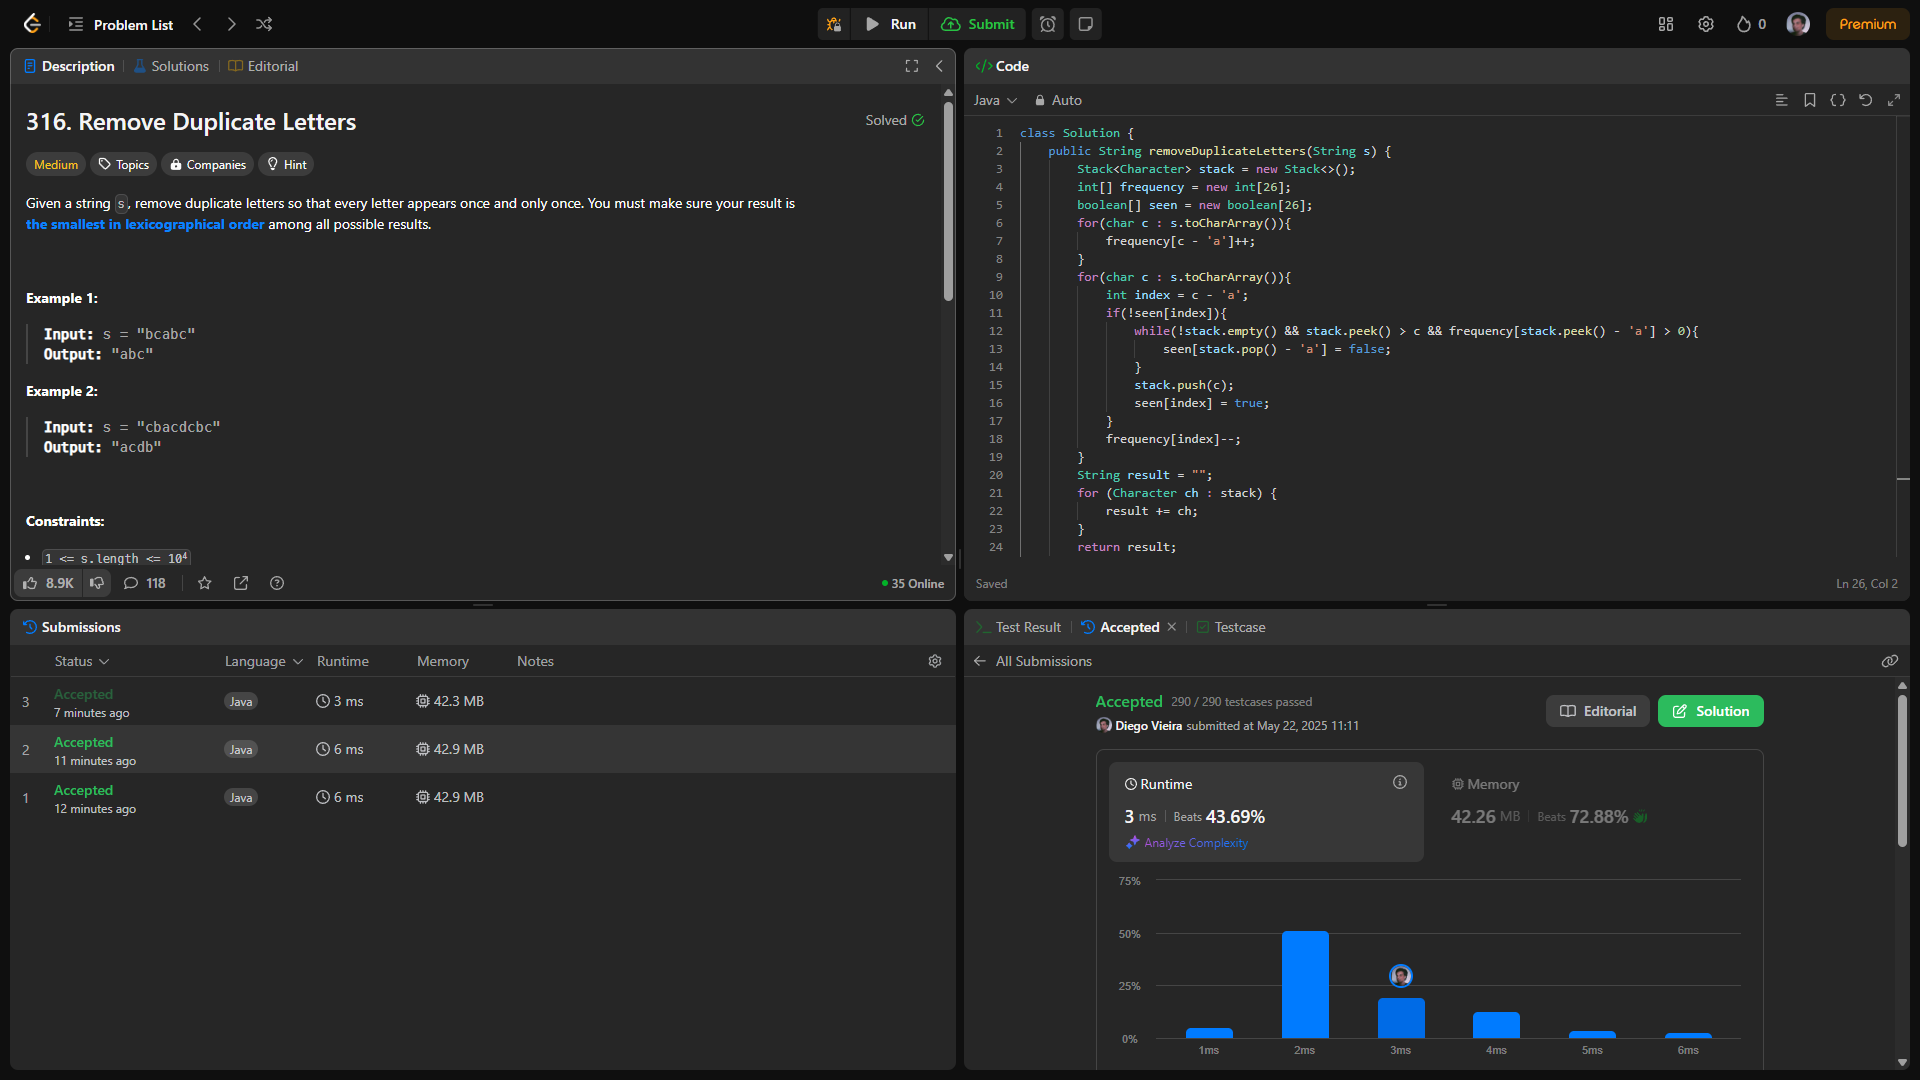 Problem List
Run
Submit
0
Premium
Description
Solutions
Editorial
316. Remove Duplicate Letters
Solved
Medium
Topics
Companies
Hint
Given a string s, remove duplicate letters so that every letter appears once and only once. You must make sure your result is
the smallest in lexicographical order among all possible results.
Example 1:
Input: s = "bcabc"
Output: "abc"
Example 2:
Input: s = "cbacdcbc"
Output: "acdb"
Constraints:
1 <= s.length <= 10⁴
8.9K
118
35 Online
</> Code
Java
Auto
1 class Solution {
2     public String removeDuplicateLetters(String s) {
3         Stack<Character> stack = new Stack<>();
4         int[] frequency = new int[26];
5         boolean[] seen = new boolean[26];
6         for(char c : s.toCharArray()){
7             frequency[c - 'a']++;
8         }
9         for(char c : s.toCharArray()){
10             int index = c - 'a';
11             if(!seen[index]){
12                 while(!stack.empty() && stack.peek() > c && frequency[stack.peek() - 'a'] > 0){
13                     seen[stack.pop() - 'a'] = false;
14                 }
15                 stack.push(c);
16                 seen[index] = true;
17             }
18             frequency[index]--;
19         }
20         String result = "";
21         for (Character ch : stack) {
22             result += ch;
23         }
24         return result;
Saved
Ln 26, Col 2
Submissions
Status
Language
Runtime
Memory
Notes
3 Accepted Java 3 ms 42.3 MB
7 minutes ago
2 Accepted Java 6 ms 42.9 MB
11 minutes ago
1 Accepted Java 6 ms 42.9 MB
12 minutes ago
Test Result
Accepted
Testcase
All Submissions
Accepted 290 / 290 testcases passed
Diego Vieira submitted at May 22, 2025 11:11
Editorial
Solution
Runtime
3 ms Beats 43.69%
Analyze Complexity
Memory
42.26 MB Beats 72.88%
75%
50%
25%
0%
1ms
2ms
3ms
4ms
5ms
6ms